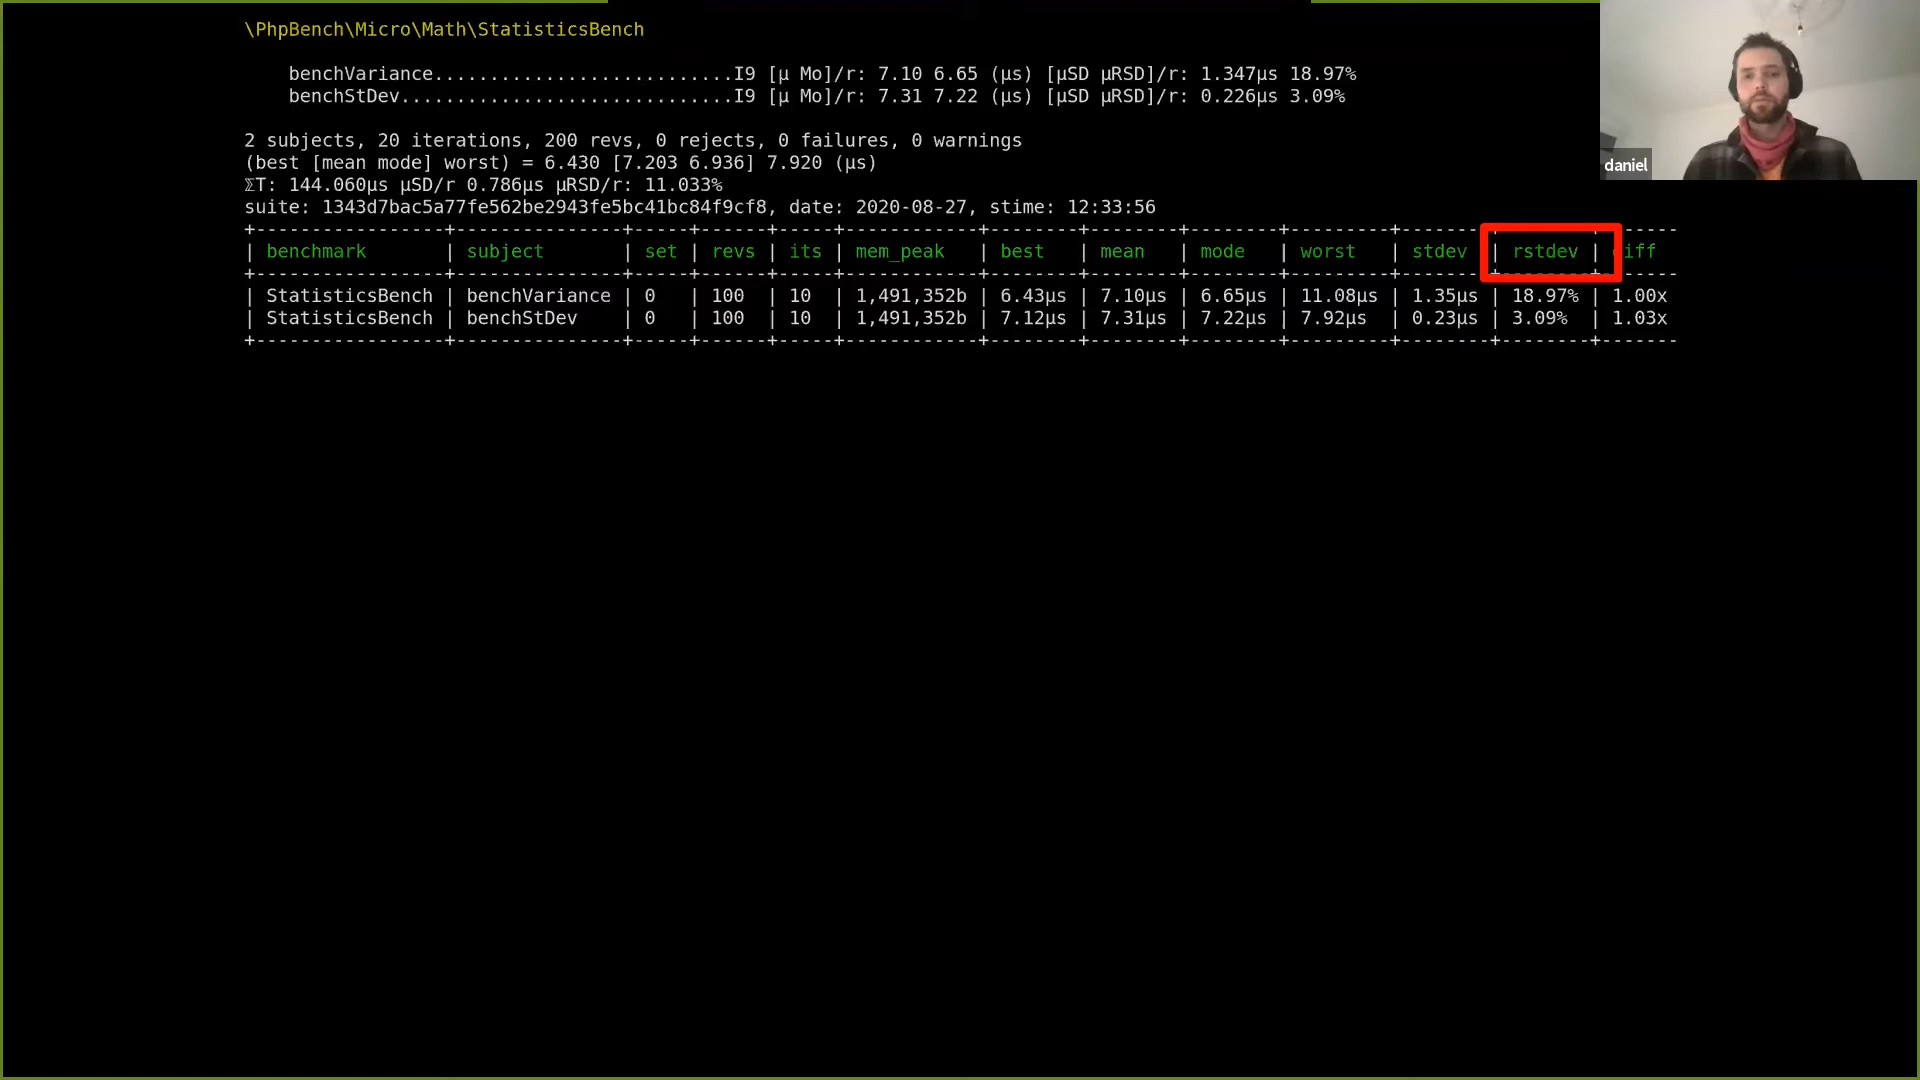 \PhpBench\Micro\Math\StatisticsBench
benchVariance...........................I9 [μ Mo]/r: 7.10 6.65 (μs) [μSD μRSD]/r: 1.347μs 18.97%
benchStDev..............................I9 [μ Mo]/r: 7.31 7.22 (μs) [μSD μRSD]/r: 0.226μs 3.09%
2 subjects, 20 iterations, 200 revs, 0 rejects, 0 failures, 0 warnings
(best [mean mode] worst) = 6.430 [7.203 6.936] 7.920 (μs)
⅀T: 144.060μs μSD/r 0.786μs μRSD/r: 11.033%
suite: 1343d7bac5a77fe562be2943fe5bc41bc84f9cf8, date: 2020-08-27, stime: 12:33:56
+-----------------+---------------+-----+------+-----+------------+--------+--------+--------+---------+--------+--------+-------
| benchmark | subject | set | revs | its | mem_peak | best | mean | mode | worst | stdev | rstdev | iff
+-----------------+---------------+-----+------+-----+------------+--------+--------+--------+---------+--------+--------+-------
| StatisticsBench | benchVariance | 0 | 100 | 10 | 1,491,352b | 6.43μs | 7.10μs | 6.65μs | 11.08μs | 1.35μs | 18.97% | 1.00x
| StatisticsBench | benchStDev | 0 | 100 | 10 | 1,491,352b | 7.12μs | 7.31μs | 7.22μs | 7.92μs | 0.23μs | 3.09% | 1.03x
+-----------------+---------------+-----+------+-----+------------+--------+--------+--------+---------+--------+--------+-------
daniel